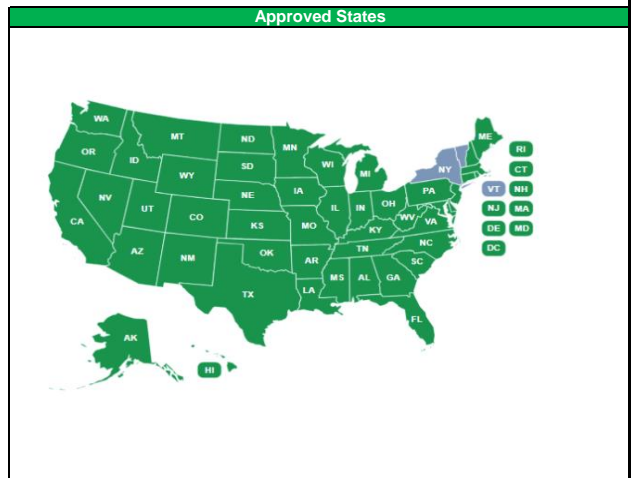 Approved States
WA
MT
ND
MN
ME
RI
OR
ID
SD
WI
MI
NY
CT
WY
VT
NH
NV
NE
IA
PA
NJ
MA
UT
CO
IL
IN
OH
WV
VA
DE
MD
CA
KS
MO
KY
NC
DC
AZ
NM
OK
AR
TN
SC
TX
LA
MS
AL
GA
FL
AK
HI